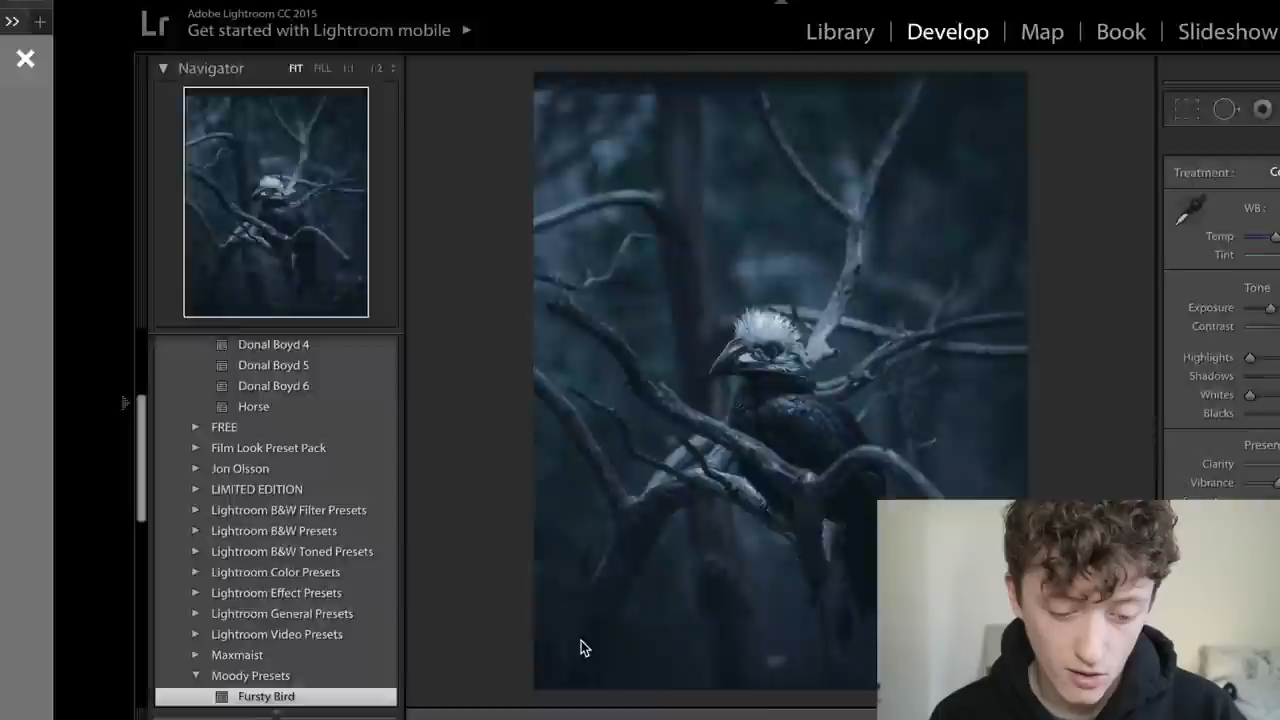 Lr
Adobe Lightroom CC 2015
Get started with Lightroom mobile
Library | Develop | Map | Book | Slideshow
Navigator FIT FILL 1:1
Treatment:
WB:
Temp
Tint
Tone
Exposure
Contrast
Highlights
Shadows
Whites
Blacks
Clarity
Vibrance
Donal Boyd 4
Donal Boyd 5
Donal Boyd 6
Horse
FREE
Film Look Preset Pack
Jon Olsson
LIMITED EDITION
Lightroom B&W Filter Presets
Lightroom B&W Presets
Lightroom B&W Toned Presets
Lightroom Color Presets
Lightroom Effect Presets
Lightroom General Presets
Lightroom Video Presets
Maxmaist
Moody Presets
Fursty Bird